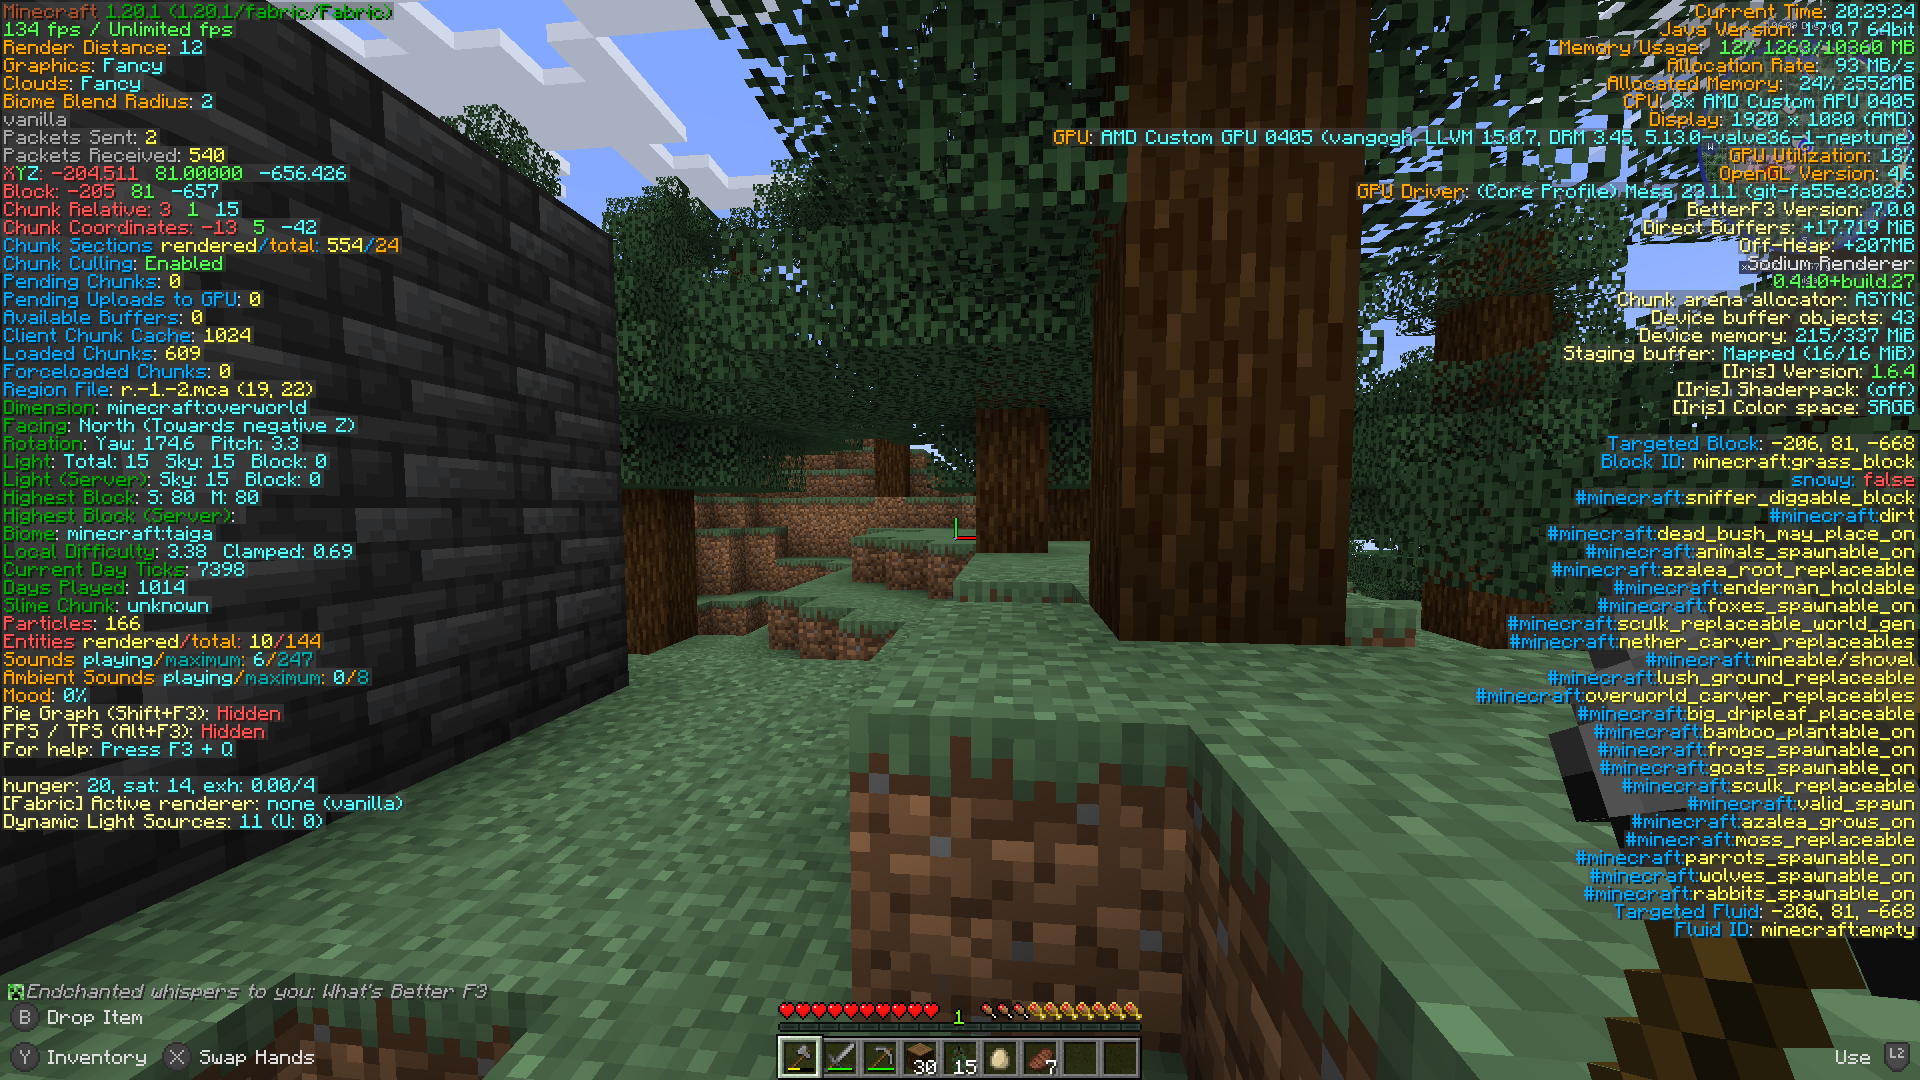 Minecraft 1.20.1 (1.20.1/fabric/Fabric)
134 fps / Unlimited fps
Render Distance: 12
Graphics: Fancy
Clouds: Fancy
Biome Blend Radius: 2
vanilla
Packets Sent: 2
Packets Received: 540
XYZ: -204.511 81.00000 -656.426
Block: -205 81 -657
Chunk Relative: 3 1 15
Chunk Coordinates: -13 5 -42
Chunk Sections rendered/total: 554/24
Chunk Culling: Enabled
Pending Chunks: 0
Pending Uploads to GPU: 0
Available Buffers: 0
Client Chunk Cache: 1024
Loaded Chunks: 609
Forceloaded Chunks: 0
Region File: r.-1.-2.mca (19, 22)
Dimension: minecraft:overworld
Facing: North (Towards negative Z)
Rotation: Yaw: 174.6 Pitch: 3.3
Light: Total: 15 Sky: 15 Block: 0
Light (Server): Sky: 15 Block: 0
Highest Block: S: 80 M: 80
Highest Block (Server):
Biome: minecraft:taiga
Local Difficulty: 3.38 Clamped: 0.69
Current Day Ticks: 7398
Days Played: 1014
Slime Chunk: unknown
Particles: 166
Entities rendered/total: 10/144
Sounds playing/maximum: 6/247
Ambient Sounds playing/maximum: 0/8
Mood: 0%
Pie Graph (Shift+F3): Hidden
FPS / TPS (Alt+F3): Hidden
For help: Press F3 + Q
hunger: 20, sat: 14, exh: 0.00/4
[Fabric] Active renderer: none (vanilla)
Dynamic Light Sources: 11 (U: 0)
Current Time: 20:29:24
Java Version: 17.0.7 64bit
Memory Usage: 12% 1263/10360 MB
Allocation Rate: 93 MB/s
Allocated Memory: 24% 2552MB
CPU: 8x AMD Custom APU 0405
Display: 1920 x 1080 (AMD)
GPU: AMD Custom GPU 0405 (vangogh, LLVM 15.0.7, DRM 3.45, 5.13.0-valve36-1-neptune)
GPU Utilization: 18%
OpenGL Version: 4.6
GPU Driver: (Core Profile) Mesa 23.1.1 (git-fa55e3c026)
BetterF3 Version: 7.0.0
Direct Buffers: +17.719 MiB
Off-Heap: +207MB
Sodium Renderer
0.4.10+build.27
Chunk arena allocator: ASYNC
Device buffer objects: 43
Device memory: 215/337 MiB
Staging buffer: Mapped (16/16 MiB)
[Iris] Version: 1.6.4
[Iris] Shaderpack: (off)
[Iris] Color space: SRGB
Targeted Block: -206, 81, -668
Block ID: minecraft:grass_block
snowy: false
#minecraft:sniffer_diggable_block
#minecraft:dirt
#minecraft:dead_bush_may_place_on
#minecraft:animals_spawnable_on
#minecraft:azalea_root_replaceable
#minecraft:enderman_holdable
#minecraft:foxes_spawnable_on
#minecraft:sculk_replaceable_world_gen
#minecraft:nether_carver_replaceables
#minecraft:mineable/shovel
#minecraft:lush_ground_replaceable
#minecraft:overworld_carver_replaceables
#minecraft:big_dripleaf_placeable
#minecraft:bamboo_plantable_on
#minecraft:frogs_spawnable_on
#minecraft:goats_spawnable_on
#minecraft:sculk_replaceable
#minecraft:valid_spawn
#minecraft:azalea_grows_on
#minecraft:moss_replaceable
#minecraft:parrots_spawnable_on
#minecraft:wolves_spawnable_on
#minecraft:rabbits_spawnable_on
Targeted Fluid: -206, 81, -668
Fluid ID: minecraft:empty
Endchanted whispers to you: What's Better F3
B Drop Item
Y Inventory X Swap Hands
1
30 15 7
Use L2